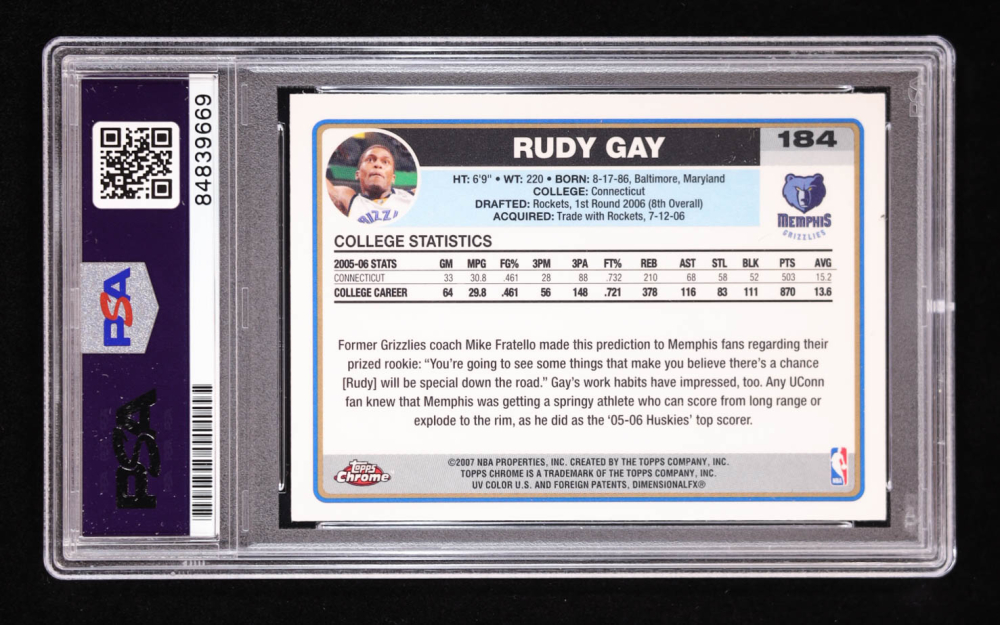 84839669
PSA
PSA
RUDY GAY
184
HT: 6'9" • WT: 220 • BORN: 8-17-86, Baltimore, Maryland
COLLEGE: Connecticut
DRAFTED: Rockets, 1st Round 2006 (8th Overall)
ACQUIRED: Trade with Rockets, 7-12-06
MEMPHIS
GRIZZLIES
COLLEGE STATISTICS
2005-06 STATS GM MPG FG% 3PM 3PA FT% REB AST STL BLK PTS AVG
CONNECTICUT 33 30.8 .461 28 88 .732 210 68 58 52 503 15.2
COLLEGE CAREER 64 29.8 .461 56 148 .721 378 116 83 111 870 13.6
Former Grizzlies coach Mike Fratello made this prediction to Memphis fans regarding their
prized rookie: “You're going to see some things that make you believe there's a chance
[Rudy] will be special down the road.” Gay's work habits have impressed, too. Any UConn
fan knew that Memphis was getting a springy athlete who can score from long range or
explode to the rim, as he did as the '05-06 Huskies' top scorer.
Topps
Chrome
©2007 NBA PROPERTIES, INC. CREATED BY THE TOPPS COMPANY, INC.
TOPPS CHROME IS A TRADEMARK OF THE TOPPS COMPANY, INC.
UV COLOR U.S. AND FOREIGN PATENTS, DIMENSIONALFX®
NBA